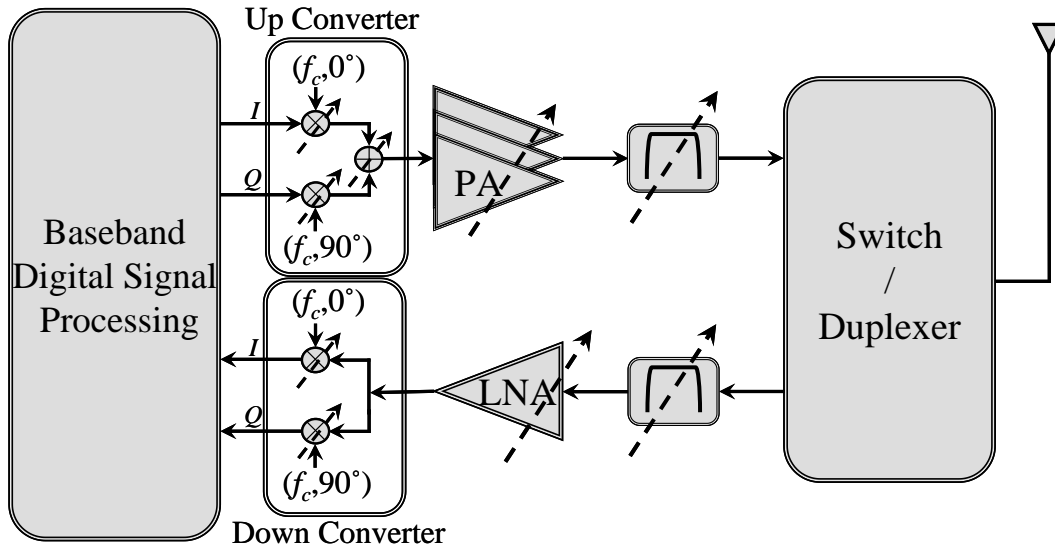 Up Converter
(fc,0°)
I
Q
(fc,90°)
PA
Baseband
Digital Signal
Processing
Switch
/
Duplexer
(fc,0°)
I
Q
(fc,90°)
LNA
Down Converter